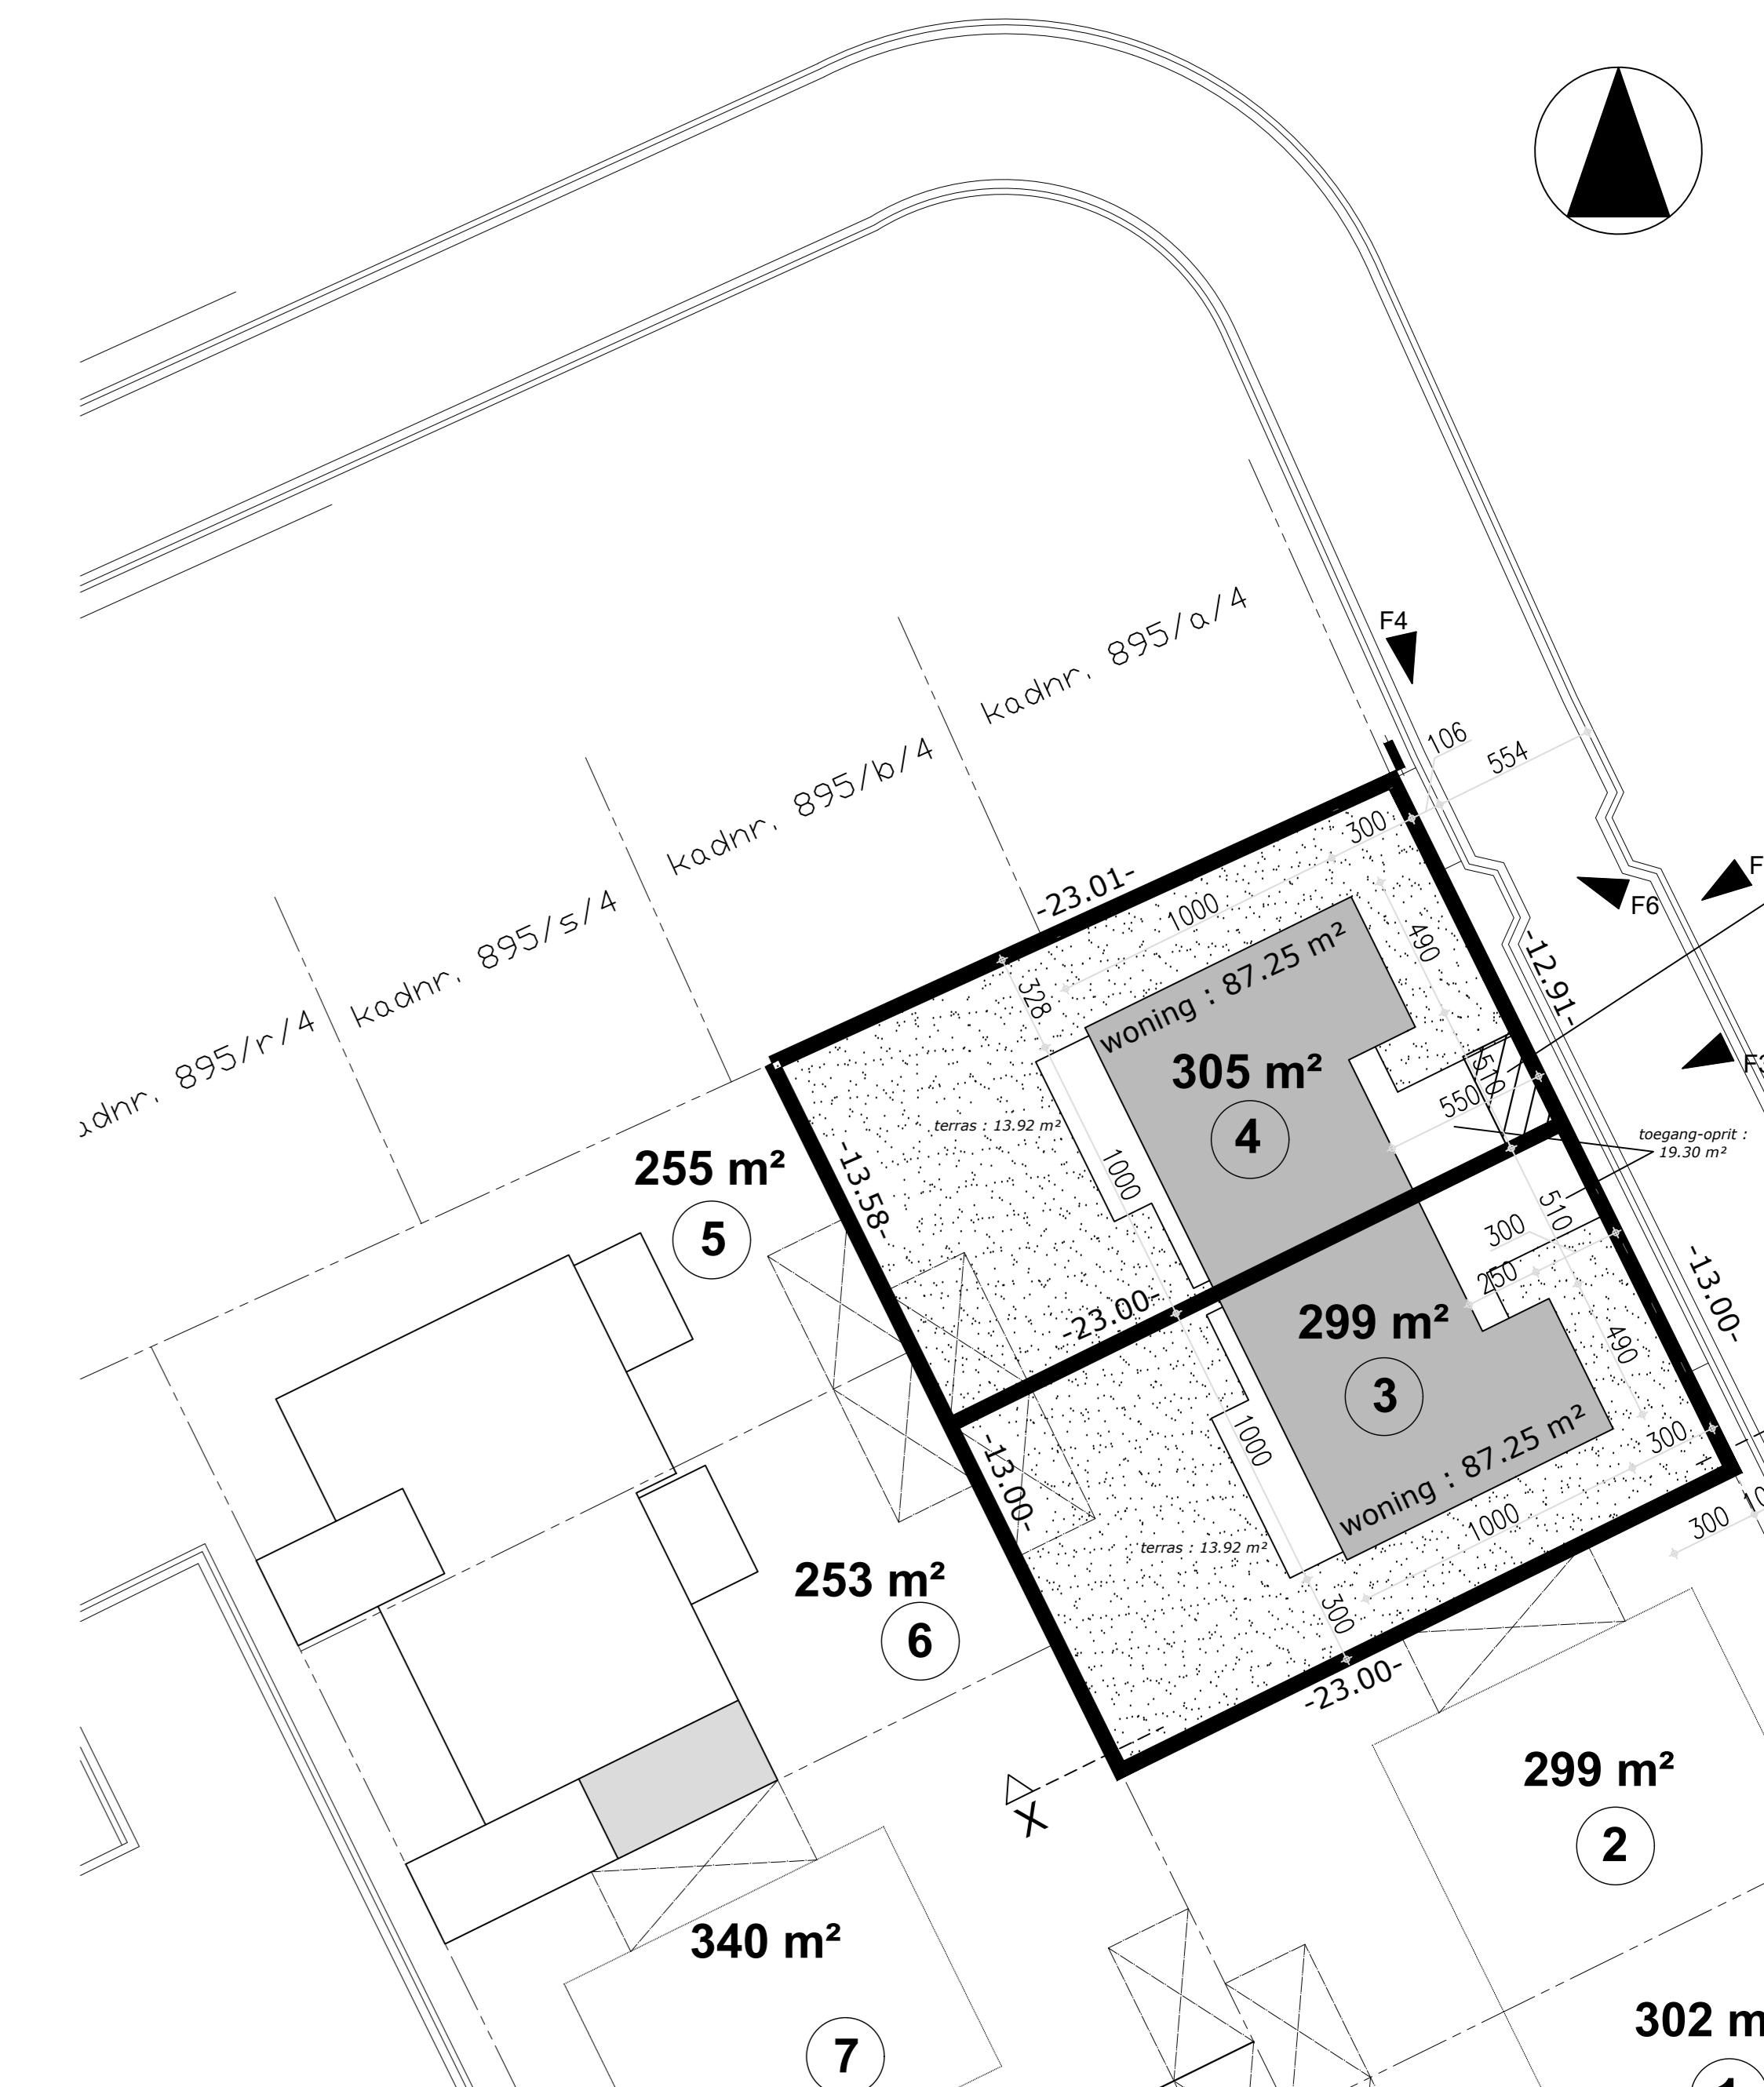 F4
kadnr. 895/a/4
106
554
kadnr. 895/b/4
300
-23.01-
F6
kadnr. 895/s/4
1000
490
328
-12.91-
woning : 87.25 m²
kadnr. 895/r/4
305 m²
4
510
550
terras : 13.92 m²
toegang-oprit :
19.30 m²
255 m²
5
-13.58-
1000
510
300
250
-23.00-
299 m²
3
-13.00-
490
1000
woning : 87.25 m²
300
-13.00-
1000
300
terras : 13.92 m²
253 m²
6
300
-23.00-
X
299 m²
2
340 m²
7
302 m
1